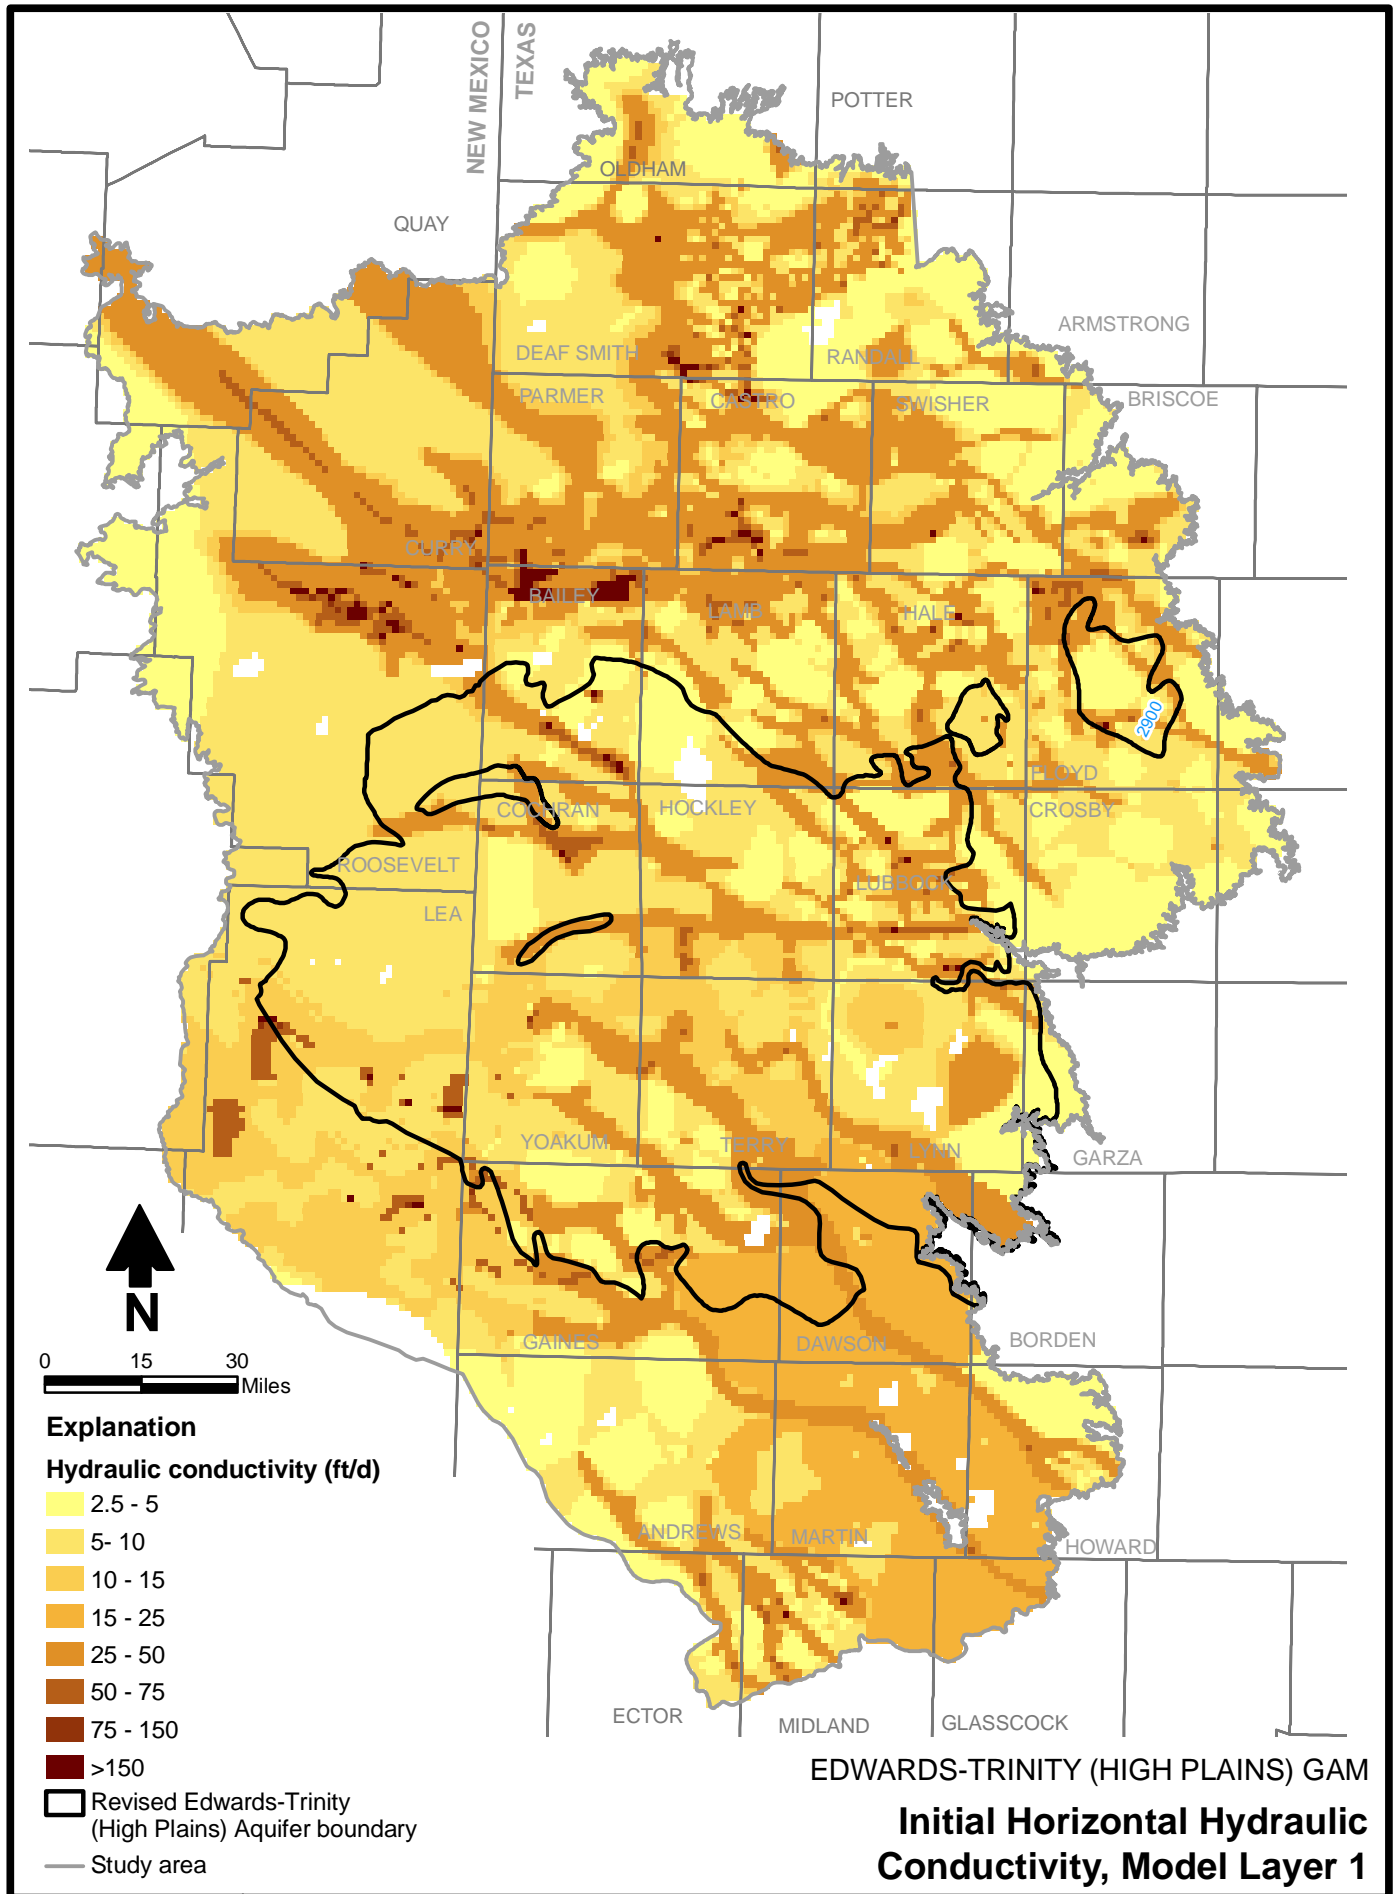 NEW MEXICO
TEXAS
POTTER
OLDHAM
QUAY
ARMSTRONG
DEAF SMITH
RANDALL
PARMER
CASTRO
SWISHER
BRISCOE
CURRY
BAILEY
LAMB
HALE
2900
FLOYD
COCHRAN
HOCKLEY
CROSBY
ROOSEVELT
LUBBOCK
LEA
YOAKUM
TERRY
LYNN
GARZA
N
GAINES
DAWSON
BORDEN
0 15 30
Miles
Explanation
Hydraulic conductivity (ft/d)
2.5 - 5
5- 10
10 - 15
15 - 25
25 - 50
50 - 75
75 - 150
>150
Revised Edwards-Trinity
(High Plains) Aquifer boundary
Study area
ANDREWS
MARTIN
HOWARD
ECTOR
MIDLAND
GLASSCOCK
EDWARDS-TRINITY (HIGH PLAINS) GAM
Initial Horizontal Hydraulic
Conductivity, Model Layer 1